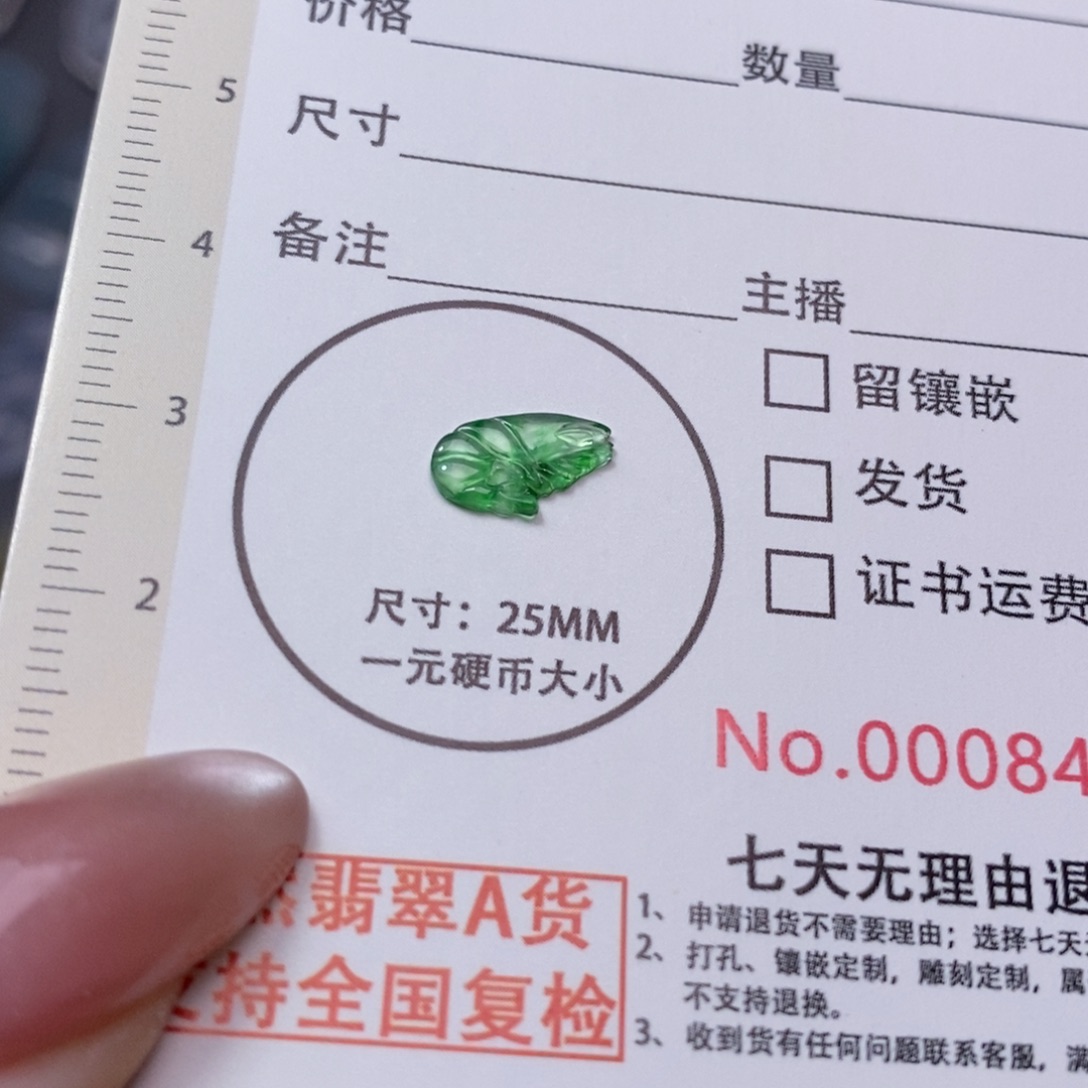 5
价格 数量
尺寸
4
备注 主播
留镶嵌
3
发货
2
证书运费
尺寸：25MM
一元硬币大小
No.00084
翡翠A货
持全国复检
七天无理由退
1、申请退货不需要理由；选择七天
2、打孔、镶嵌定制，雕刻定制，属
不支持退换。
3、收到货有任何问题联系客服，满